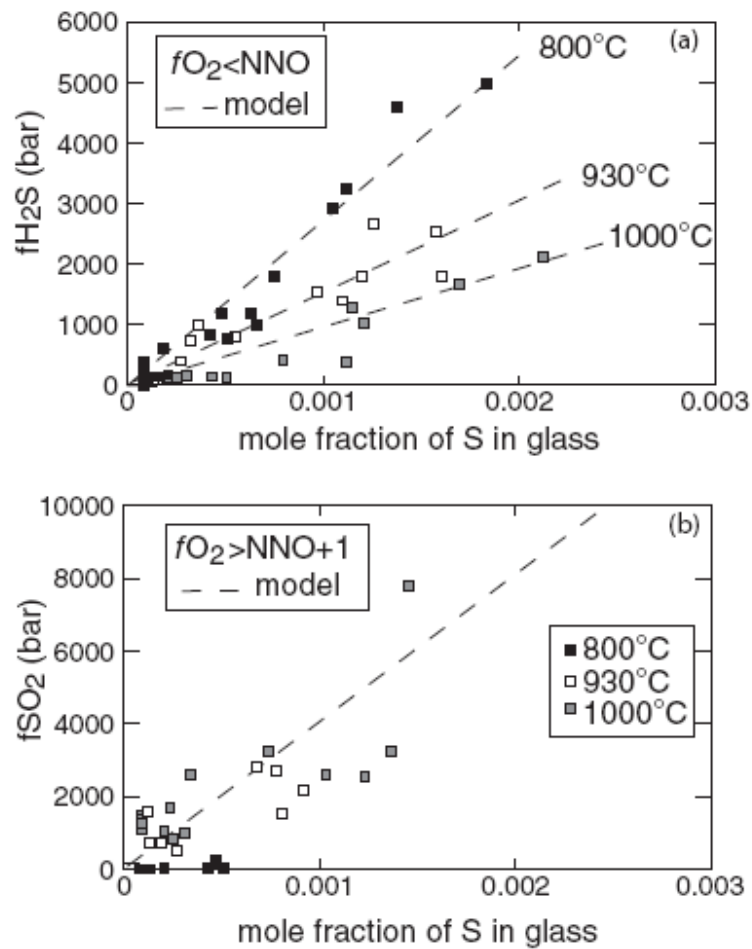 6000
(a)
800°C
fO₂<NNO
— — model
5000
4000
930°C
fH₂S (bar)
3000
1000°C
2000
1000
0
0 0.001 0.002 0.003
mole fraction of S in glass
10000
(b)
fO₂>NNO+1
— — model
8000
800°C
930°C
1000°C
6000
fSO₂ (bar)
4000
2000
0
0 0.001 0.002 0.003
mole fraction of S in glass